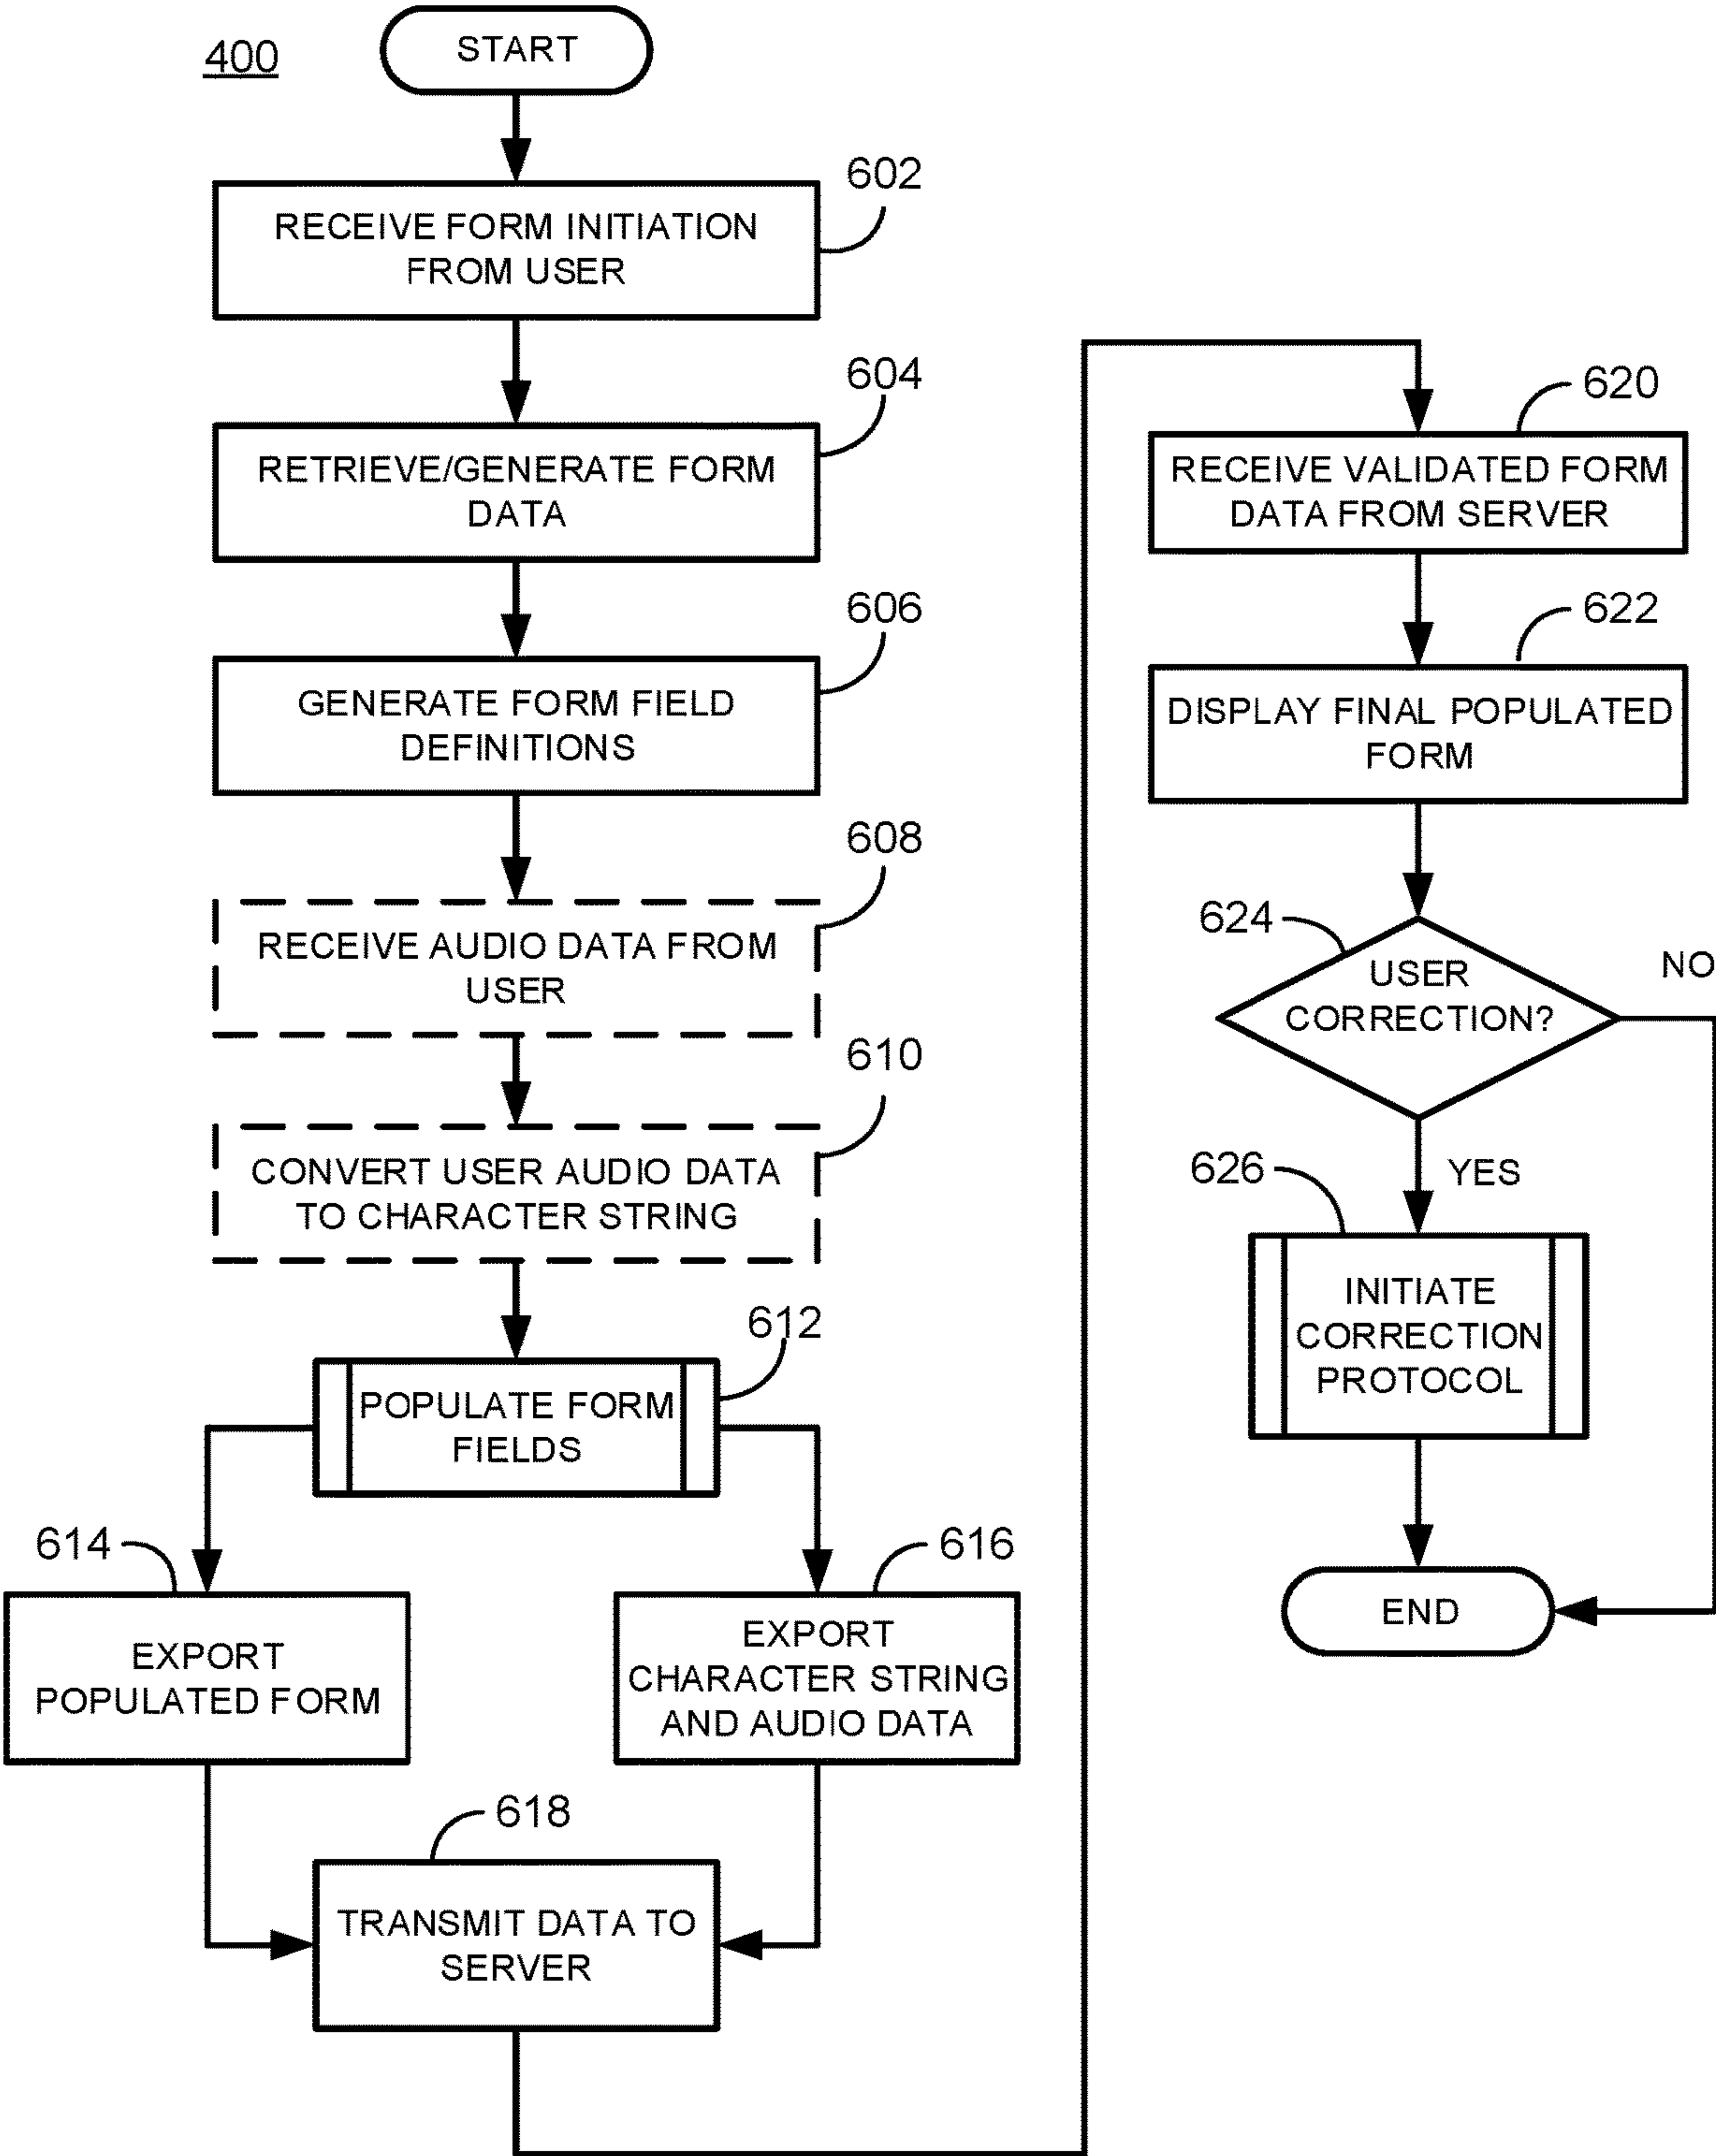 400
START
602
RECEIVE FORM INITIATION
FROM USER
604
RETRIEVE/GENERATE FORM
DATA
606
GENERATE FORM FIELD
DEFINITIONS
608
RECEIVE AUDIO DATA FROM
USER
610
CONVERT USER AUDIO DATA
TO CHARACTER STRING
612
POPULATE FORM
FIELDS
614
EXPORT
POPULATED FORM
616
EXPORT
CHARACTER STRING
AND AUDIO DATA
618
TRANSMIT DATA TO
SERVER
620
RECEIVE VALIDATED FORM
DATA FROM SERVER
622
DISPLAY FINAL POPULATED
FORM
624
USER
CORRECTION?
NO
YES
626
INITIATE
CORRECTION
PROTOCOL
END